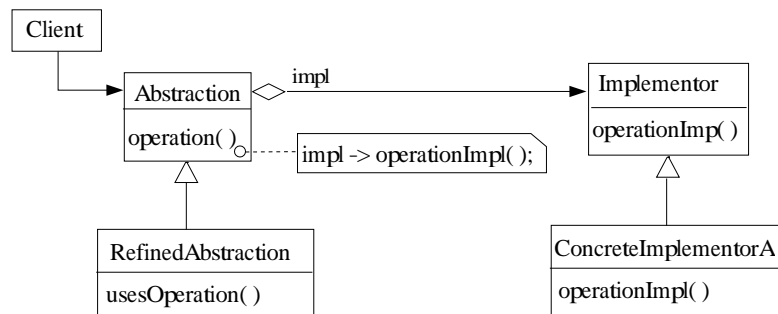 Client
Abstraction
impl
Implementor
operation( )
impl -> operationImpl( );
operationImp( )
RefinedAbstraction
usesOperation( )
ConcreteImplementorA
operationImpl( )